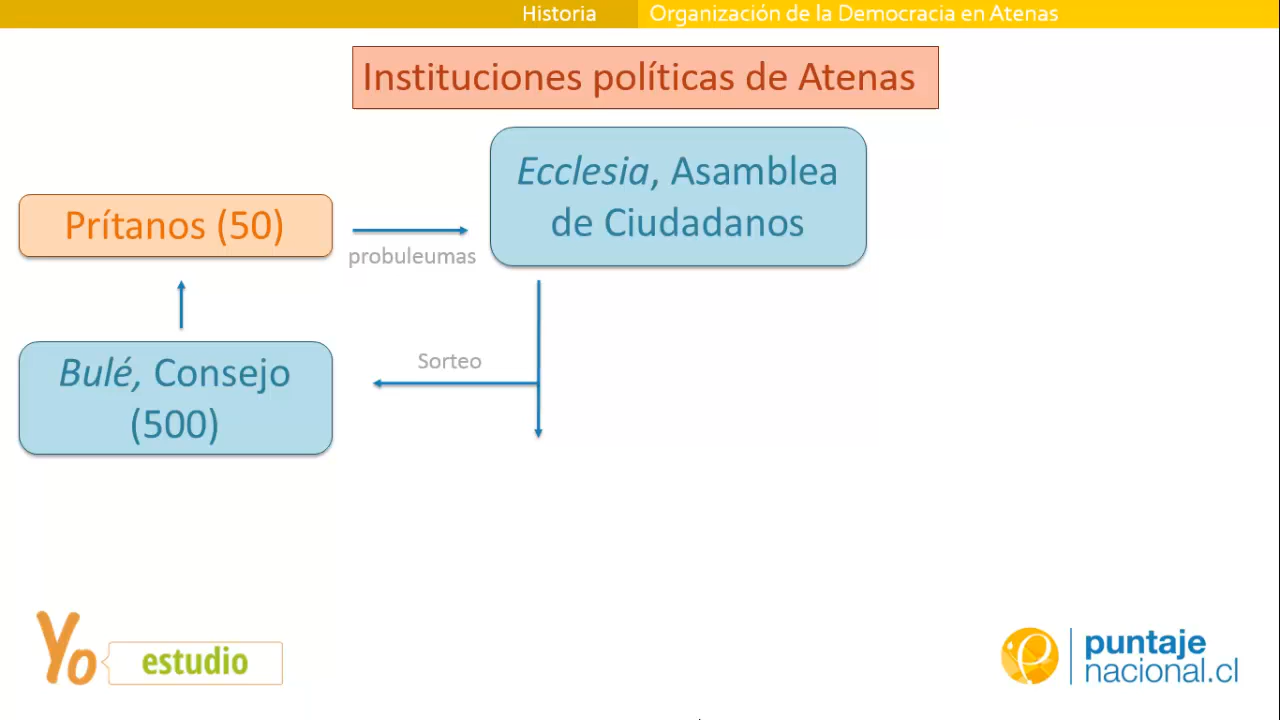 Historia
Organización de la Democracia en Atenas
Instituciones políticas de Atenas
Ecclesia, Asamblea
de Ciudadanos
Prítanos (50)
probuleumas
Sorteo
Bulé, Consejo
(500)
Yo
estudio
puntaje
nacional.cl